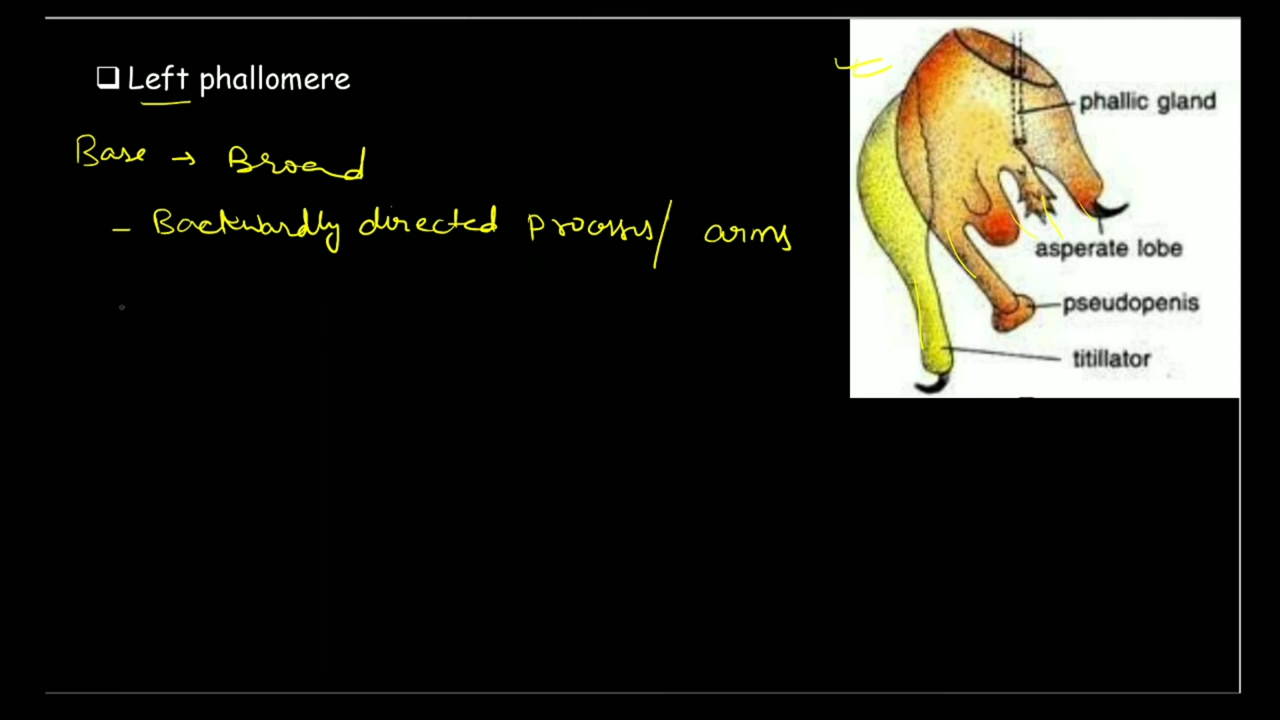 Left phallomere
Base → Broad
- Backwardly directed process/ arms
phallic gland
asperate lobe
pseudopenis
titillator